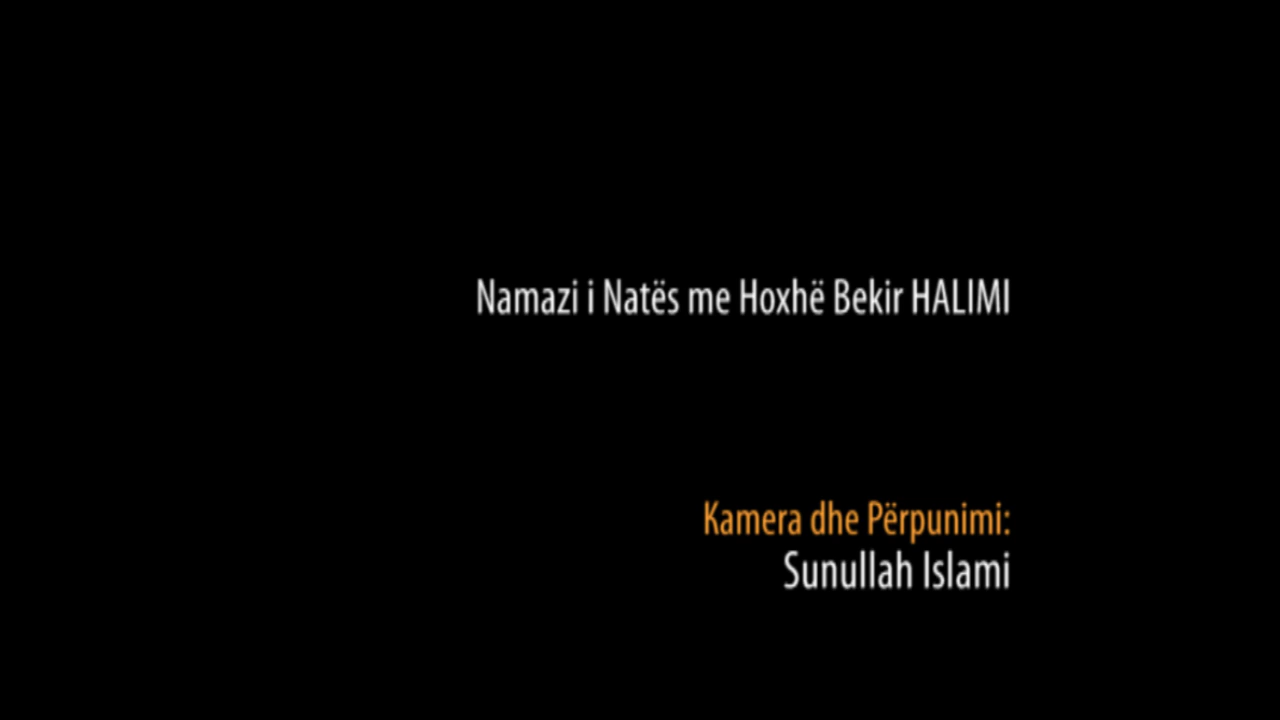 Namazi i Natës me Hoxhë Bekir HALIMI
Kamera dhe Përpunimi:
Sunullah Islami